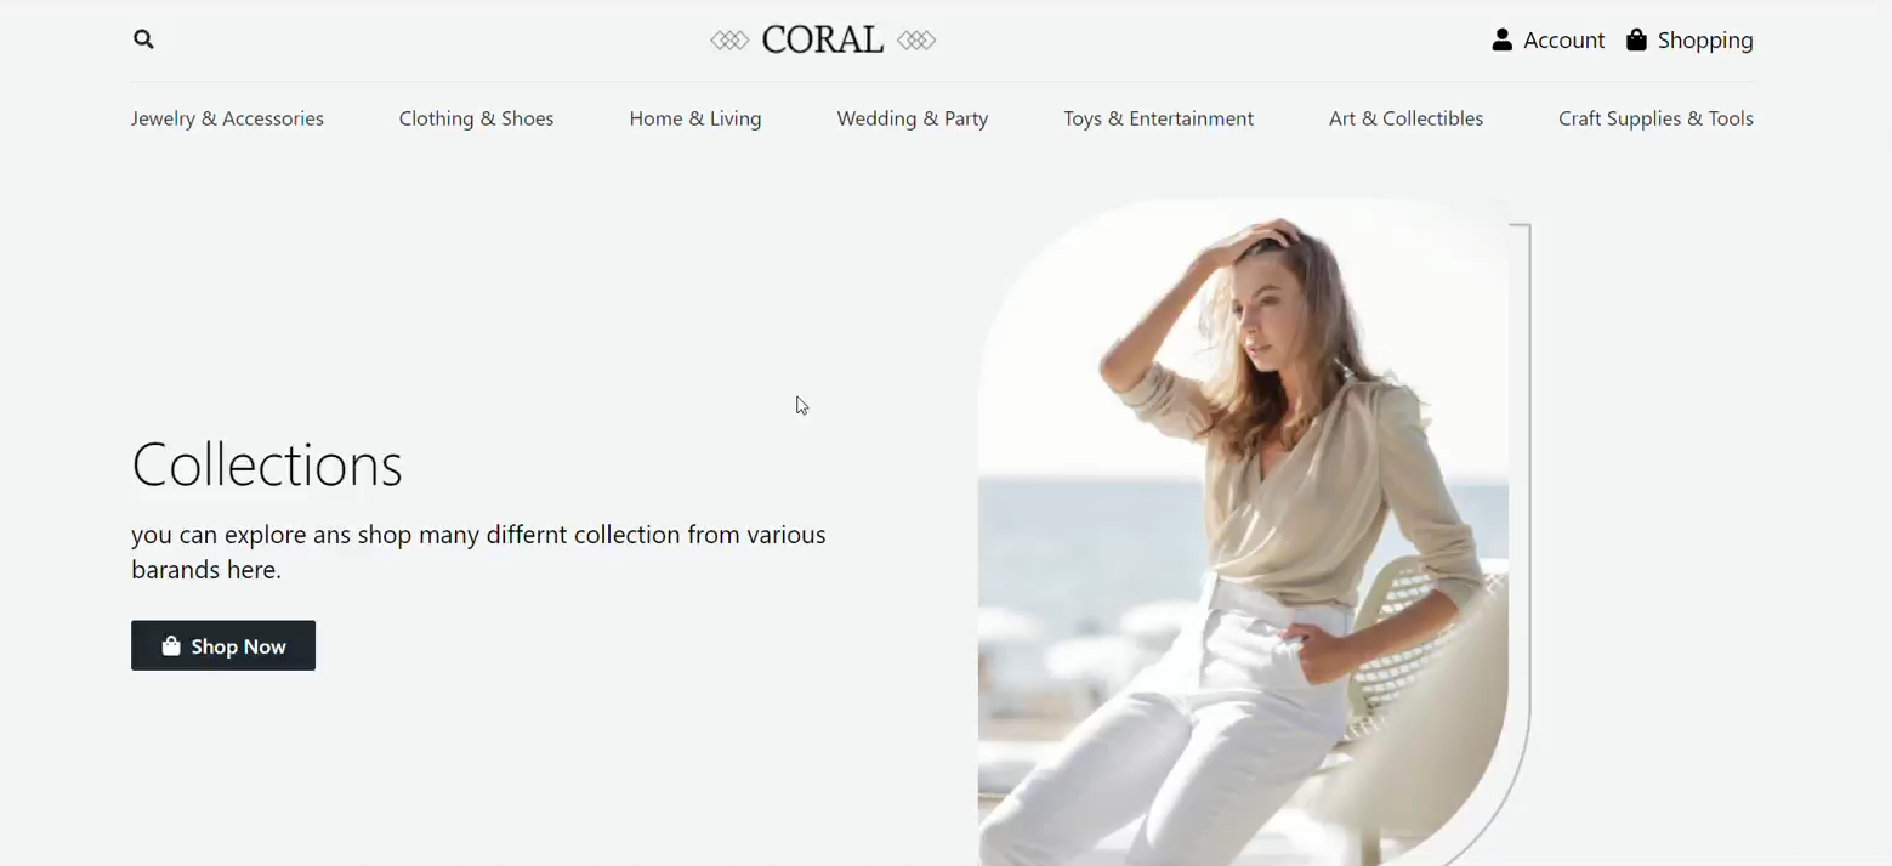 CORAL
Account Shopping
Jewelry & Accessories Clothing & Shoes Home & Living Wedding & Party Toys & Entertainment Art & Collectibles Craft Supplies & Tools
Collections
you can explore ans shop many differnt collection from various
barands here.
Shop Now